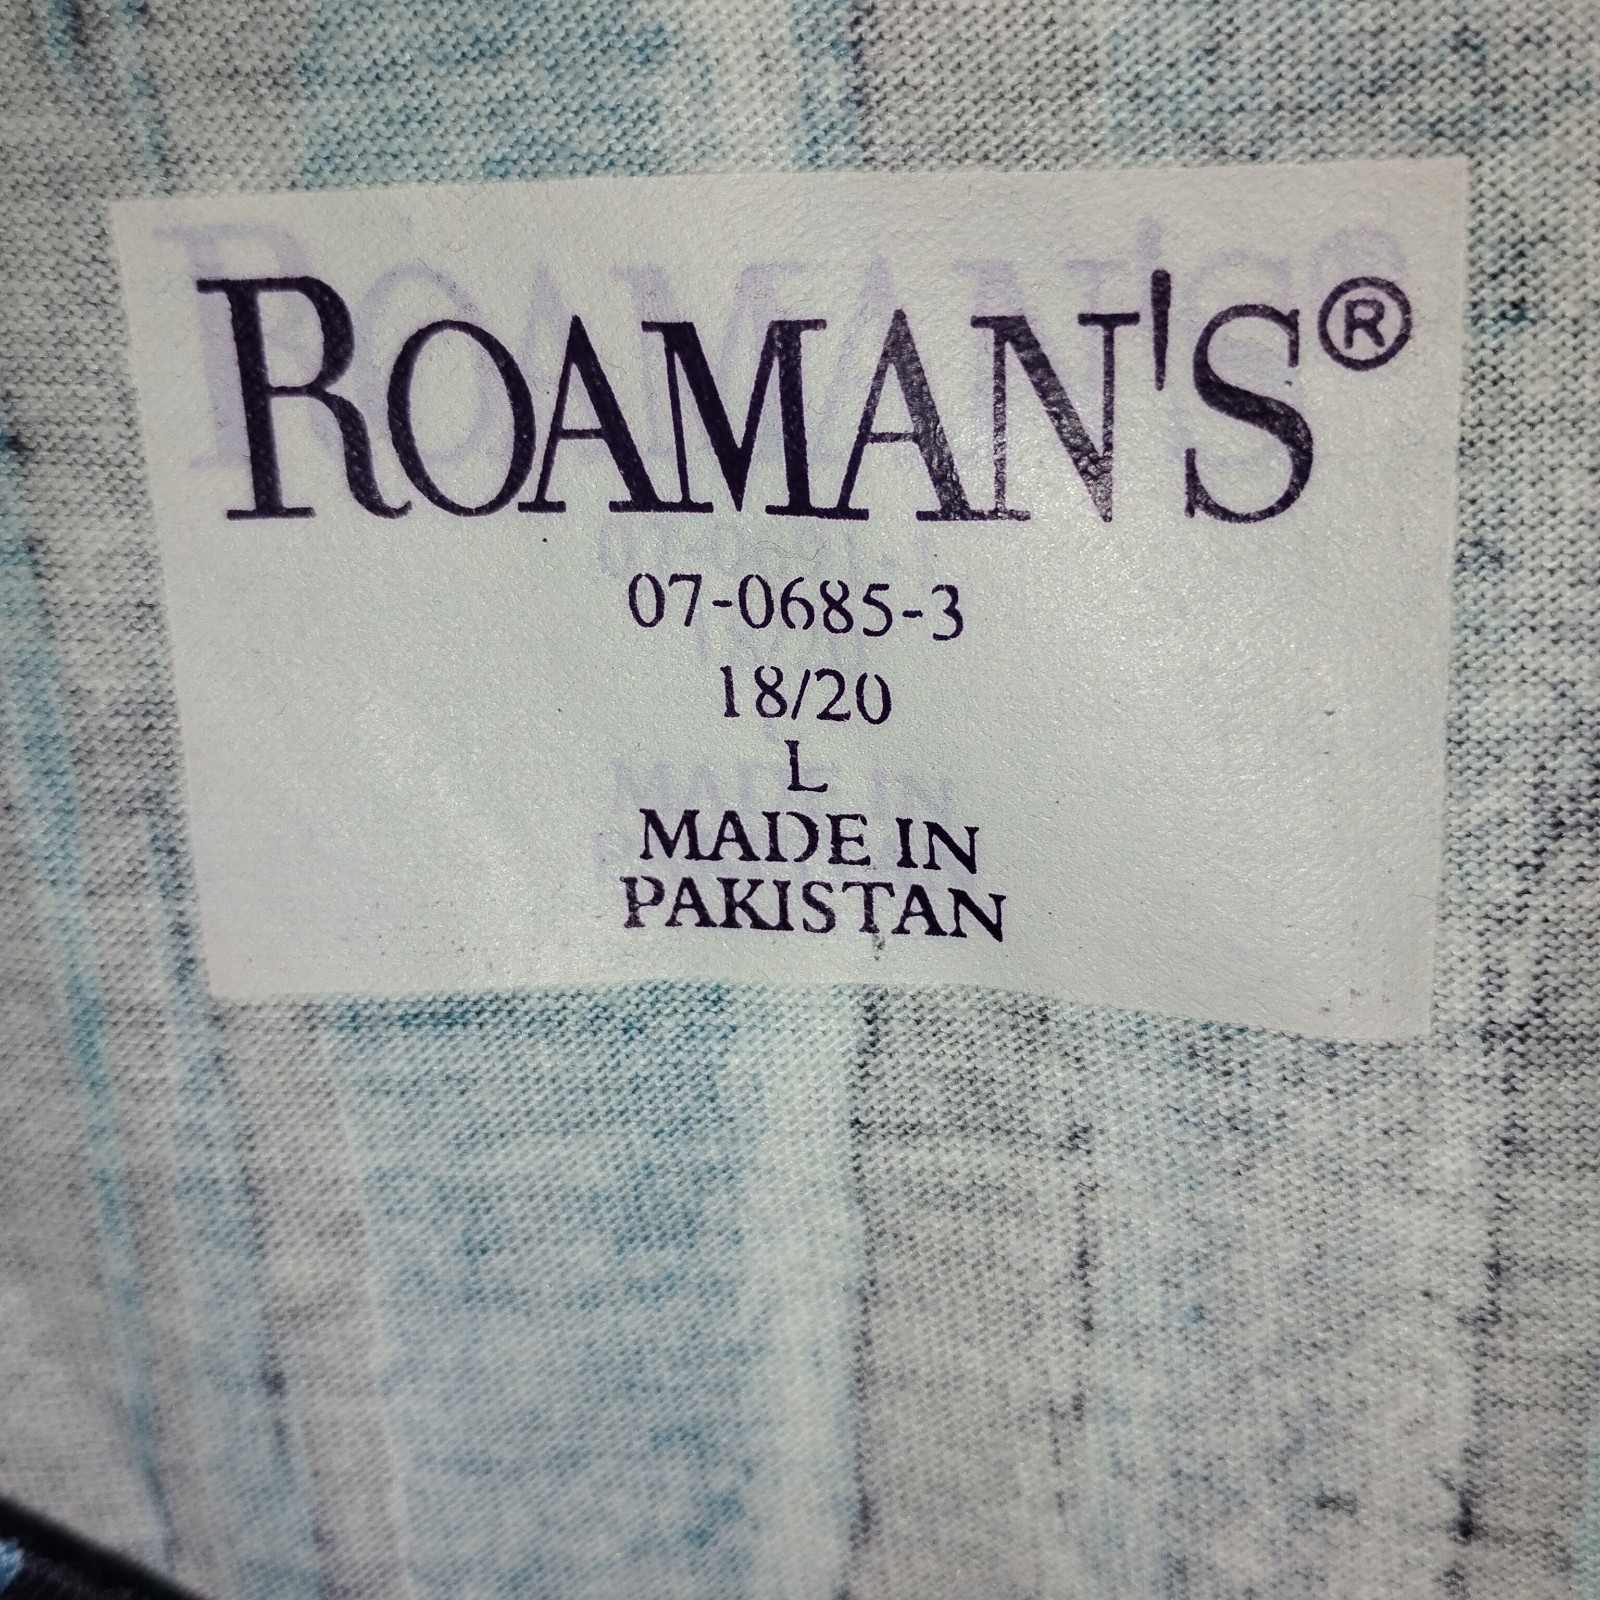 ROAMAN'S®
07-0685-3
18/20
L
MADE IN
PAKISTAN